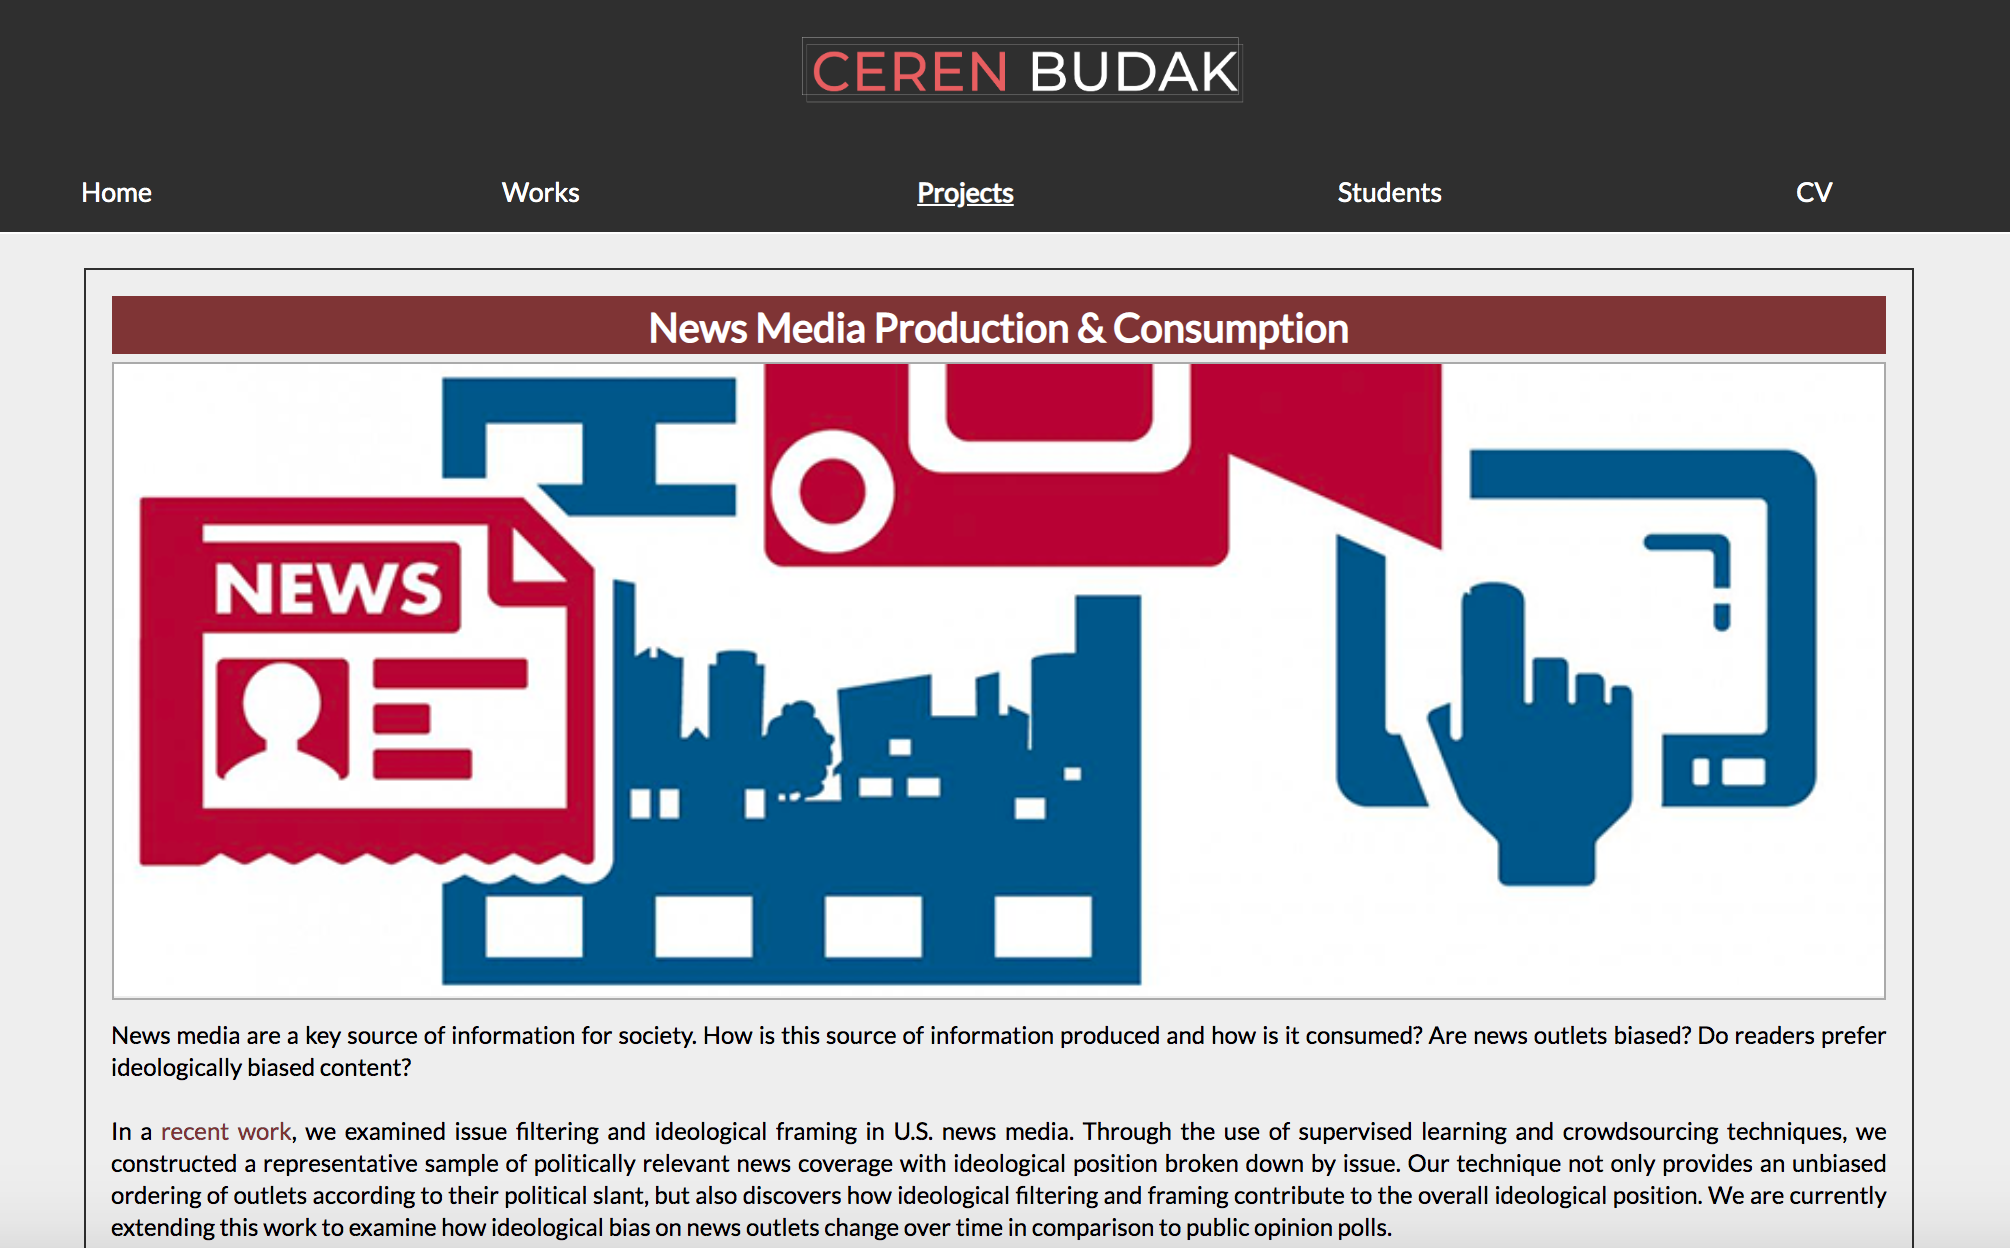 CEREN BUDAK
Home Works Projects Students CV
News Media Production & Consumption
NEWS
News media are a key source of information for society. How is this source of information produced and how is it consumed? Are news outlets biased? Do readers prefer
ideologically biased content?
In a recent work, we examined issue filtering and ideological framing in U.S. news media. Through the use of supervised learning and crowdsourcing techniques, we
constructed a representative sample of politically relevant news coverage with ideological position broken down by issue. Our technique not only provides an unbiased
ordering of outlets according to their political slant, but also discovers how ideological filtering and framing contribute to the overall ideological position. We are currently
extending this work to examine how ideological bias on news outlets change over time in comparison to public opinion polls.